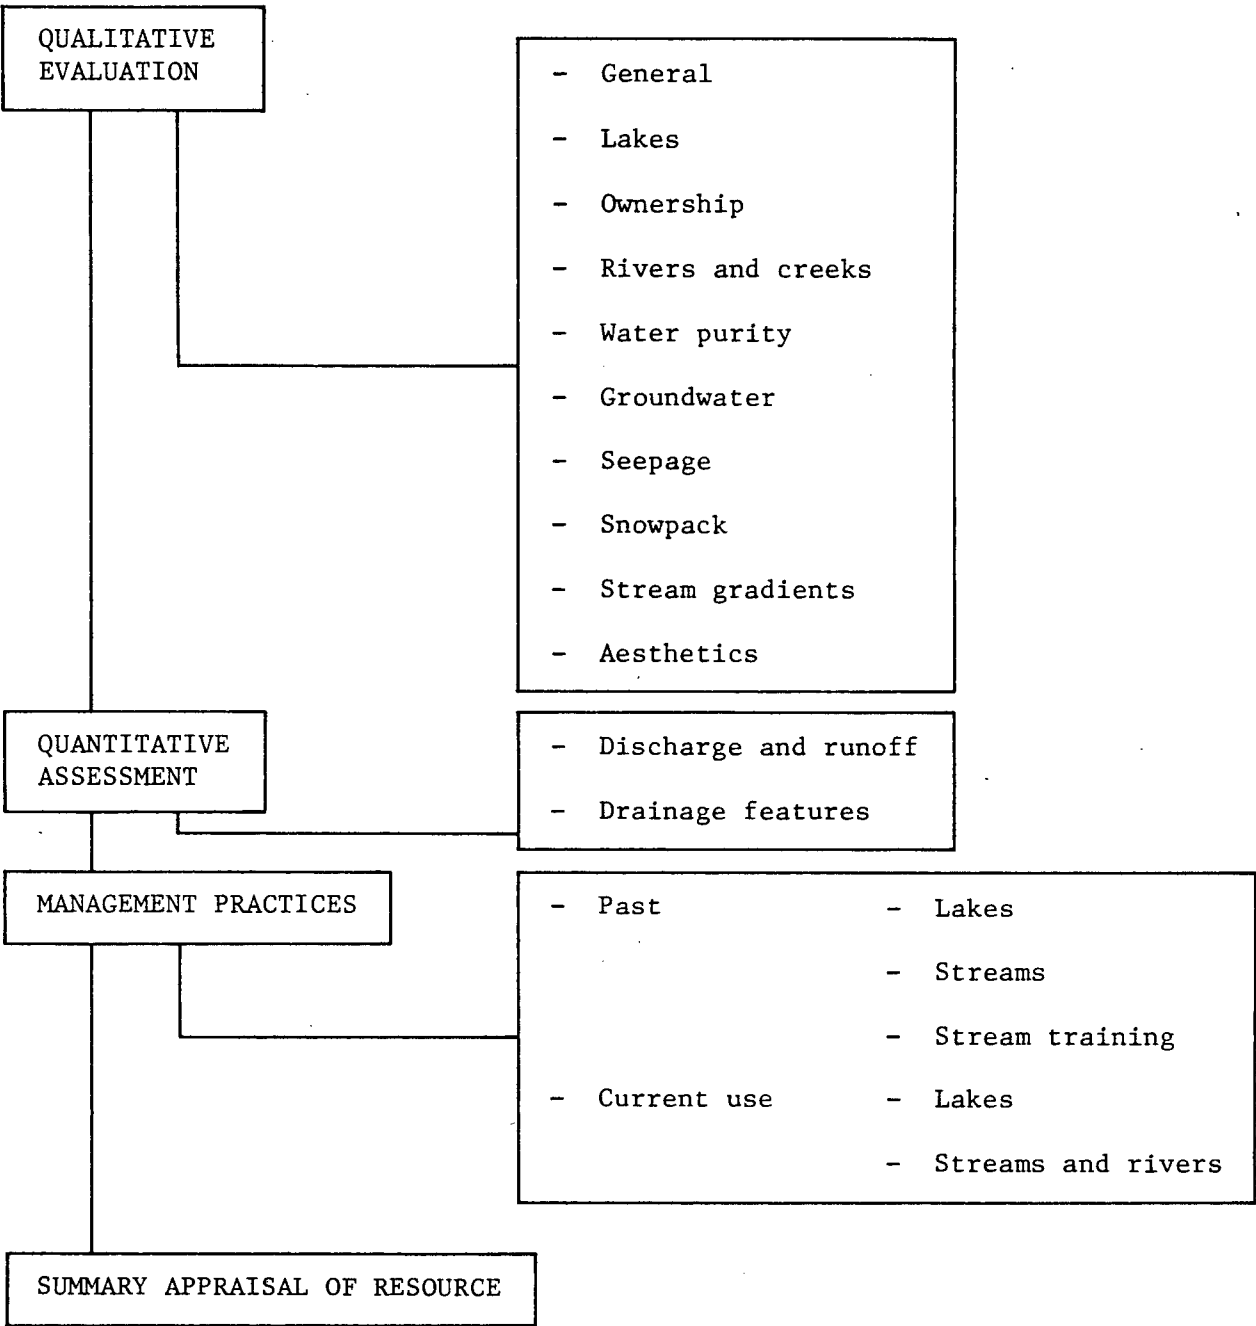 QUALITATIVE
EVALUATION
- General
- Lakes
- Ownership
- Rivers and creeks
- Water purity
- Groundwater
- Seepage
- Snowpack
- Stream gradients
- Aesthetics
QUANTITATIVE
ASSESSMENT
- Discharge and runoff
- Drainage features
MANAGEMENT PRACTICES
- Past - Lakes
- Streams
- Stream training
- Current use - Lakes
- Streams and rivers
SUMMARY APPRAISAL OF RESOURCE